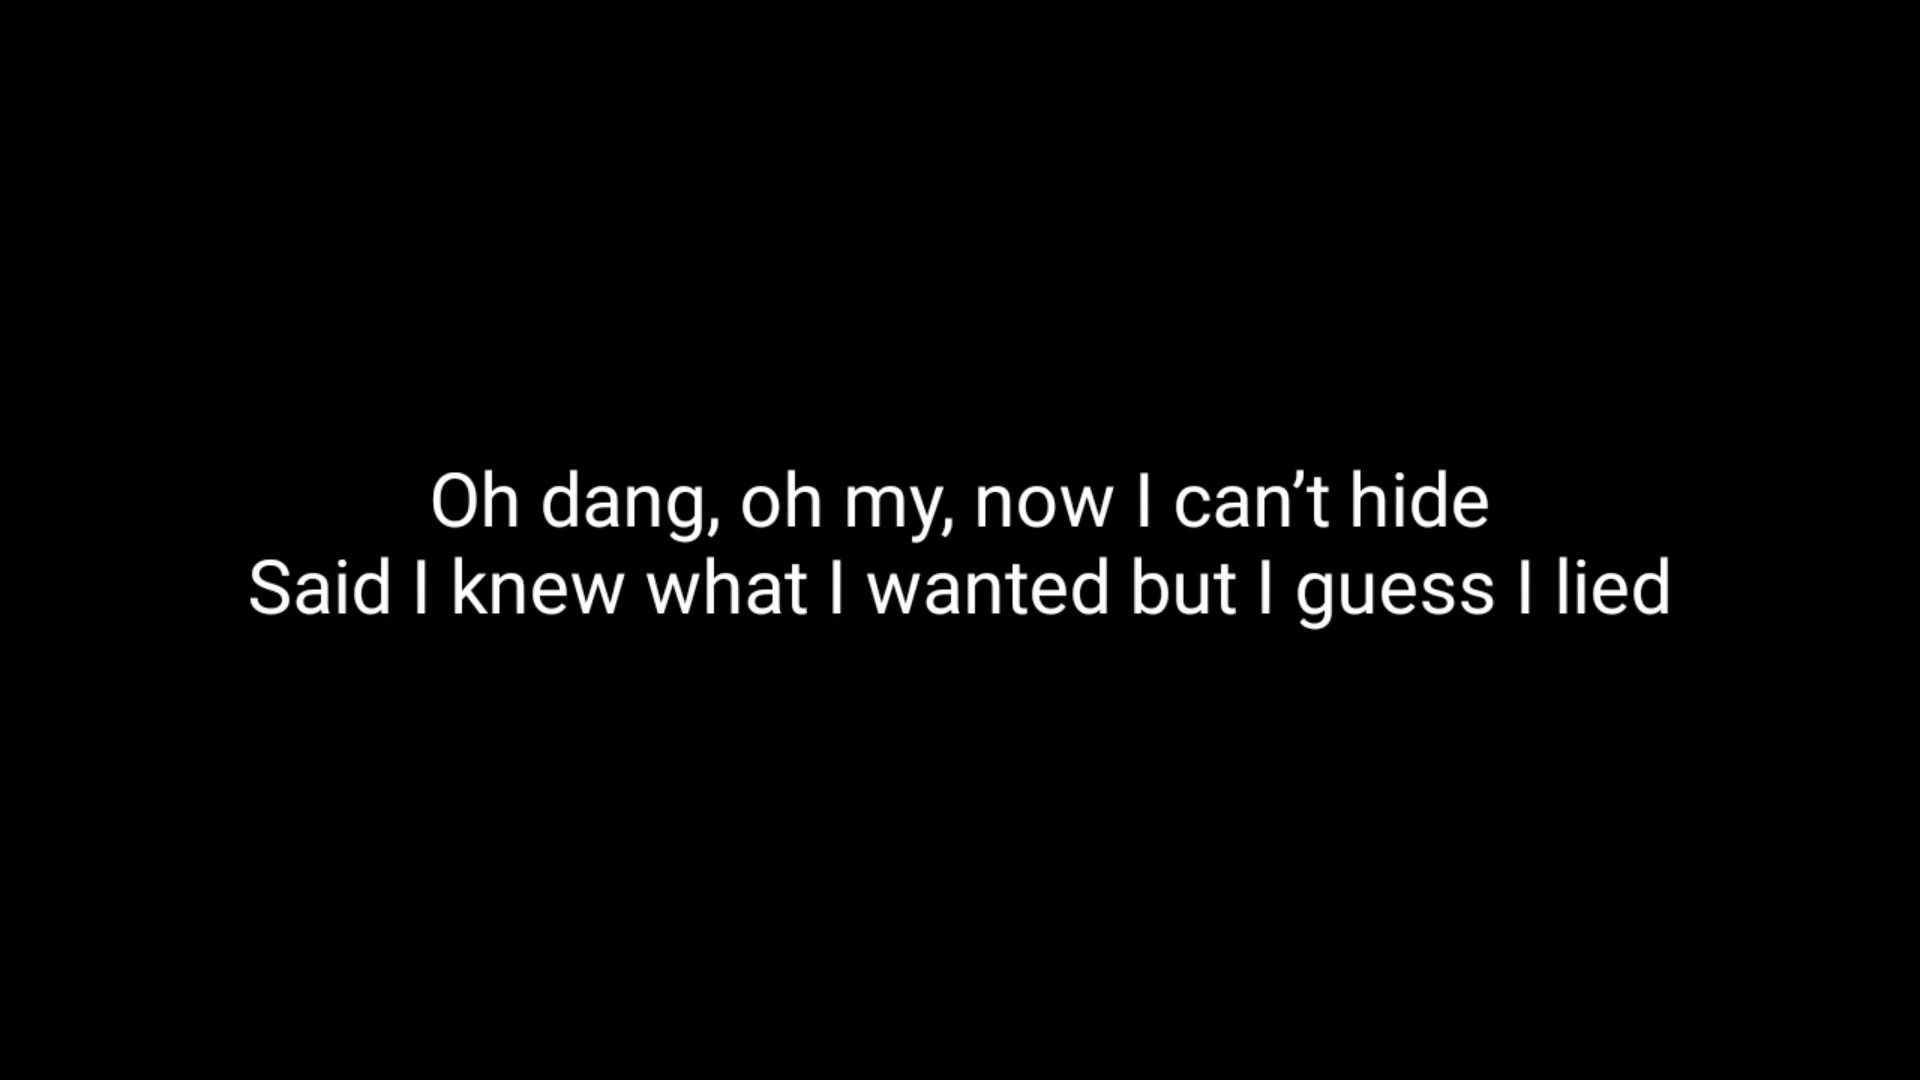 Oh dang, oh my, now I can’t hide
Said I knew what I wanted but I guess I lied